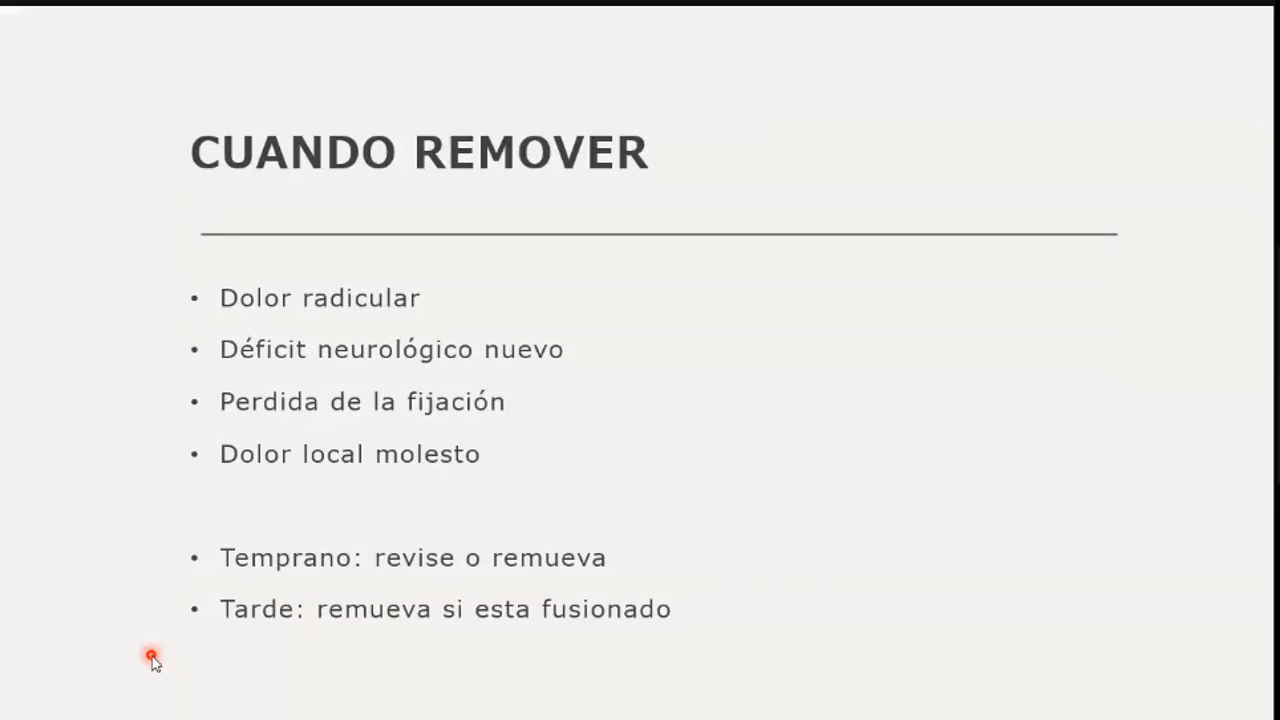 CUANDO REMOVER
• Dolor radicular
• Déficit neurológico nuevo
• Perdida de la fijación
• Dolor local molesto
• Temprano: revise o remueva
• Tarde: remueva si esta fusionado